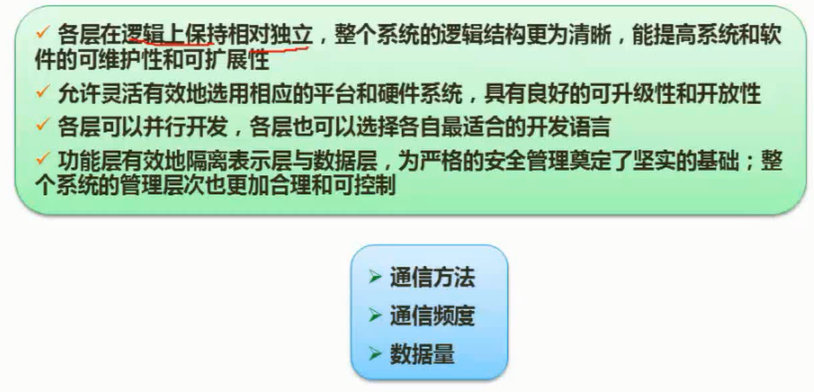 各层在逻辑上保持相对独立，整个系统的逻辑结构更为清晰，能提高系统和软
件的可维护性和可扩展性
允许灵活有效地选用相应的平台和硬件系统，具有良好的可升级性和开放性
各层可以并行开发，各层也可以选择各自最适合的开发语言
功能层有效地隔离表示层与数据层，为严格的安全管理奠定了坚实的基础；整
个系统的管理层次也更加合理和可控制
通信方法
通信频度
数据量